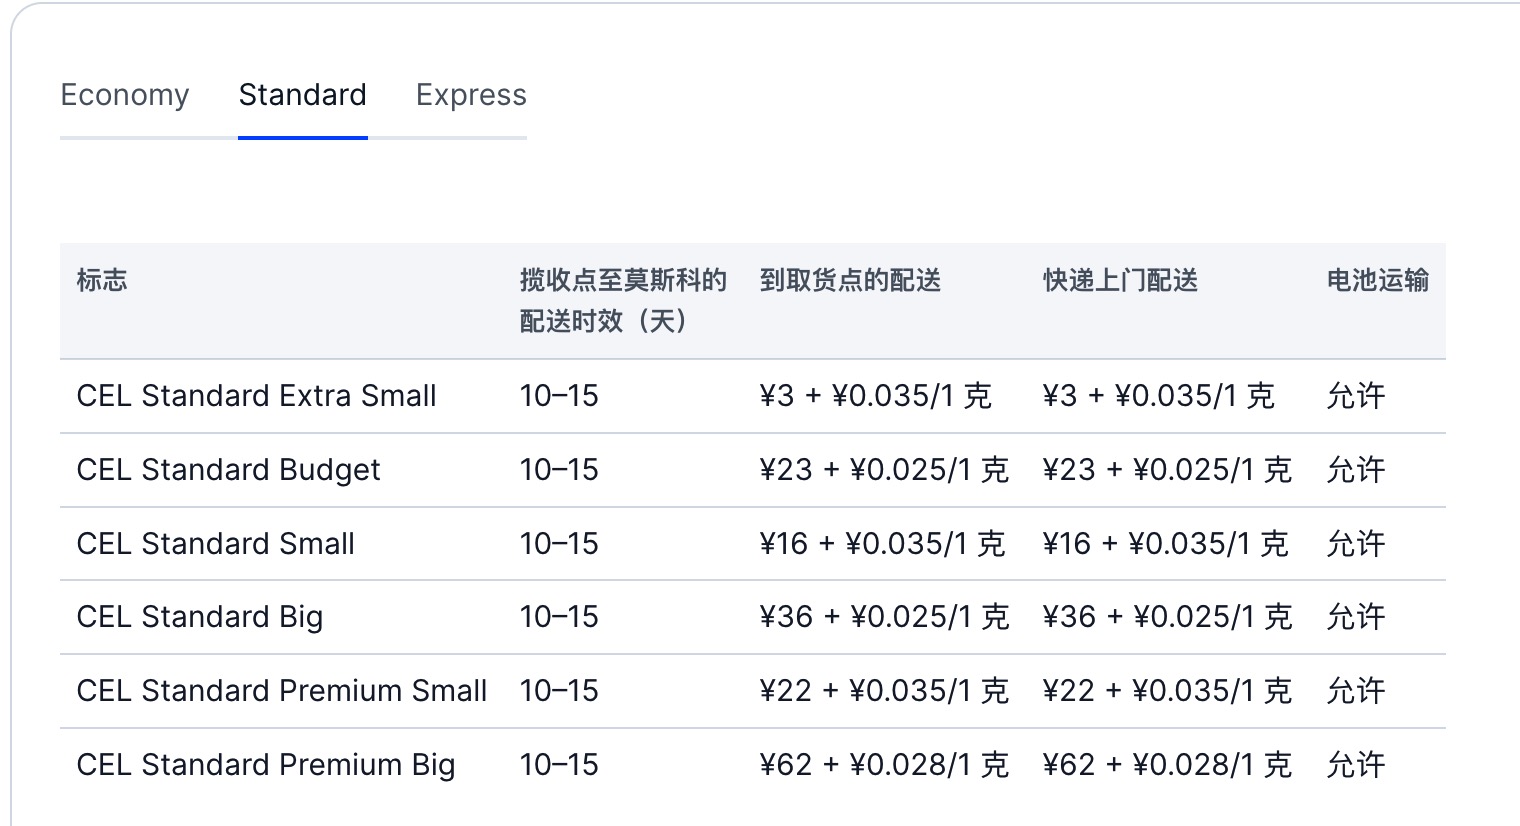 Economy Standard Express
标志 揽收点至莫斯科的配送时效（天） 到取货点的配送 快递上门配送 电池运输
CEL Standard Extra Small 10–15 ¥3 + ¥0.035/1 克 ¥3 + ¥0.035/1 克 允许
CEL Standard Budget 10–15 ¥23 + ¥0.025/1 克 ¥23 + ¥0.025/1 克 允许
CEL Standard Small 10–15 ¥16 + ¥0.035/1 克 ¥16 + ¥0.035/1 克 允许
CEL Standard Big 10–15 ¥36 + ¥0.025/1 克 ¥36 + ¥0.025/1 克 允许
CEL Standard Premium Small 10–15 ¥22 + ¥0.035/1 克 ¥22 + ¥0.035/1 克 允许
CEL Standard Premium Big 10–15 ¥62 + ¥0.028/1 克 ¥62 + ¥0.028/1 克 允许